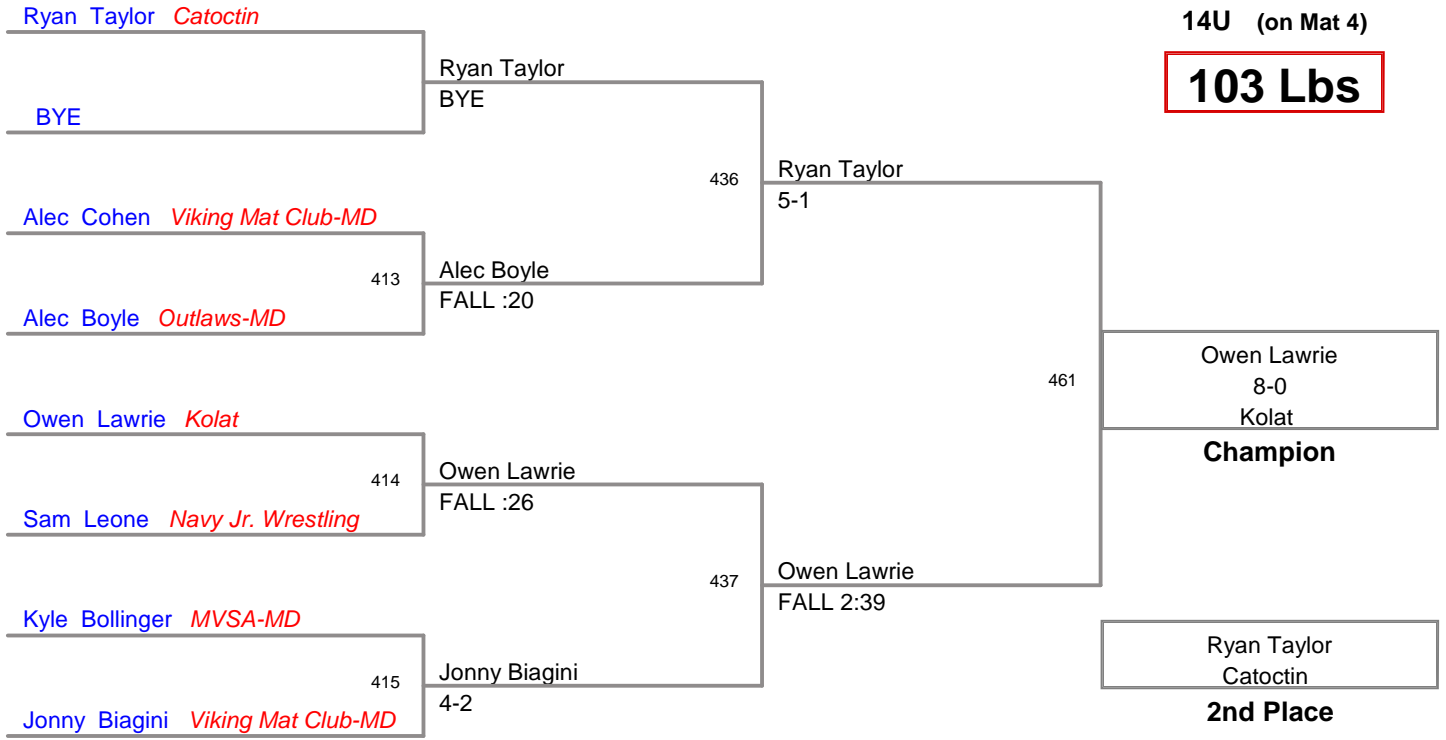 Ryan Taylor Catoctin
14U (on Mat 4)
103 Lbs
Ryan Taylor
BYE
BYE
436
Ryan Taylor
5-1
Alec Cohen Viking Mat Club-MD
413
Alec Boyle
FALL :20
Alec Boyle Outlaws-MD
461
Owen Lawrie
8-0
Kolat
Champion
Owen Lawrie Kolat
414
Owen Lawrie
FALL :26
Sam Leone Navy Jr. Wrestling
437
Owen Lawrie
FALL 2:39
Kyle Bollinger MVSA-MD
415
Jonny Biagini
4-2
Jonny Biagini Viking Mat Club-MD
Ryan Taylor
Catoctin
2nd Place